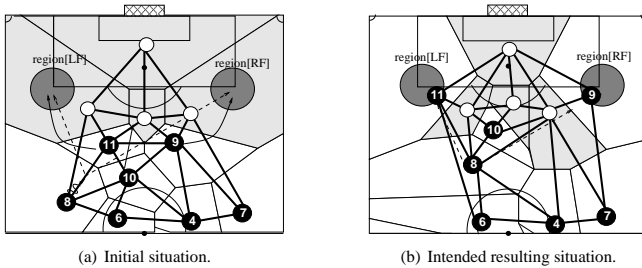 region[LF]
region[RF]
11
9
10
8
6
4
7
(a) Initial situation.
region[LF]
region[RF]
11
9
10
8
6
4
7
(b) Intended resulting situation.